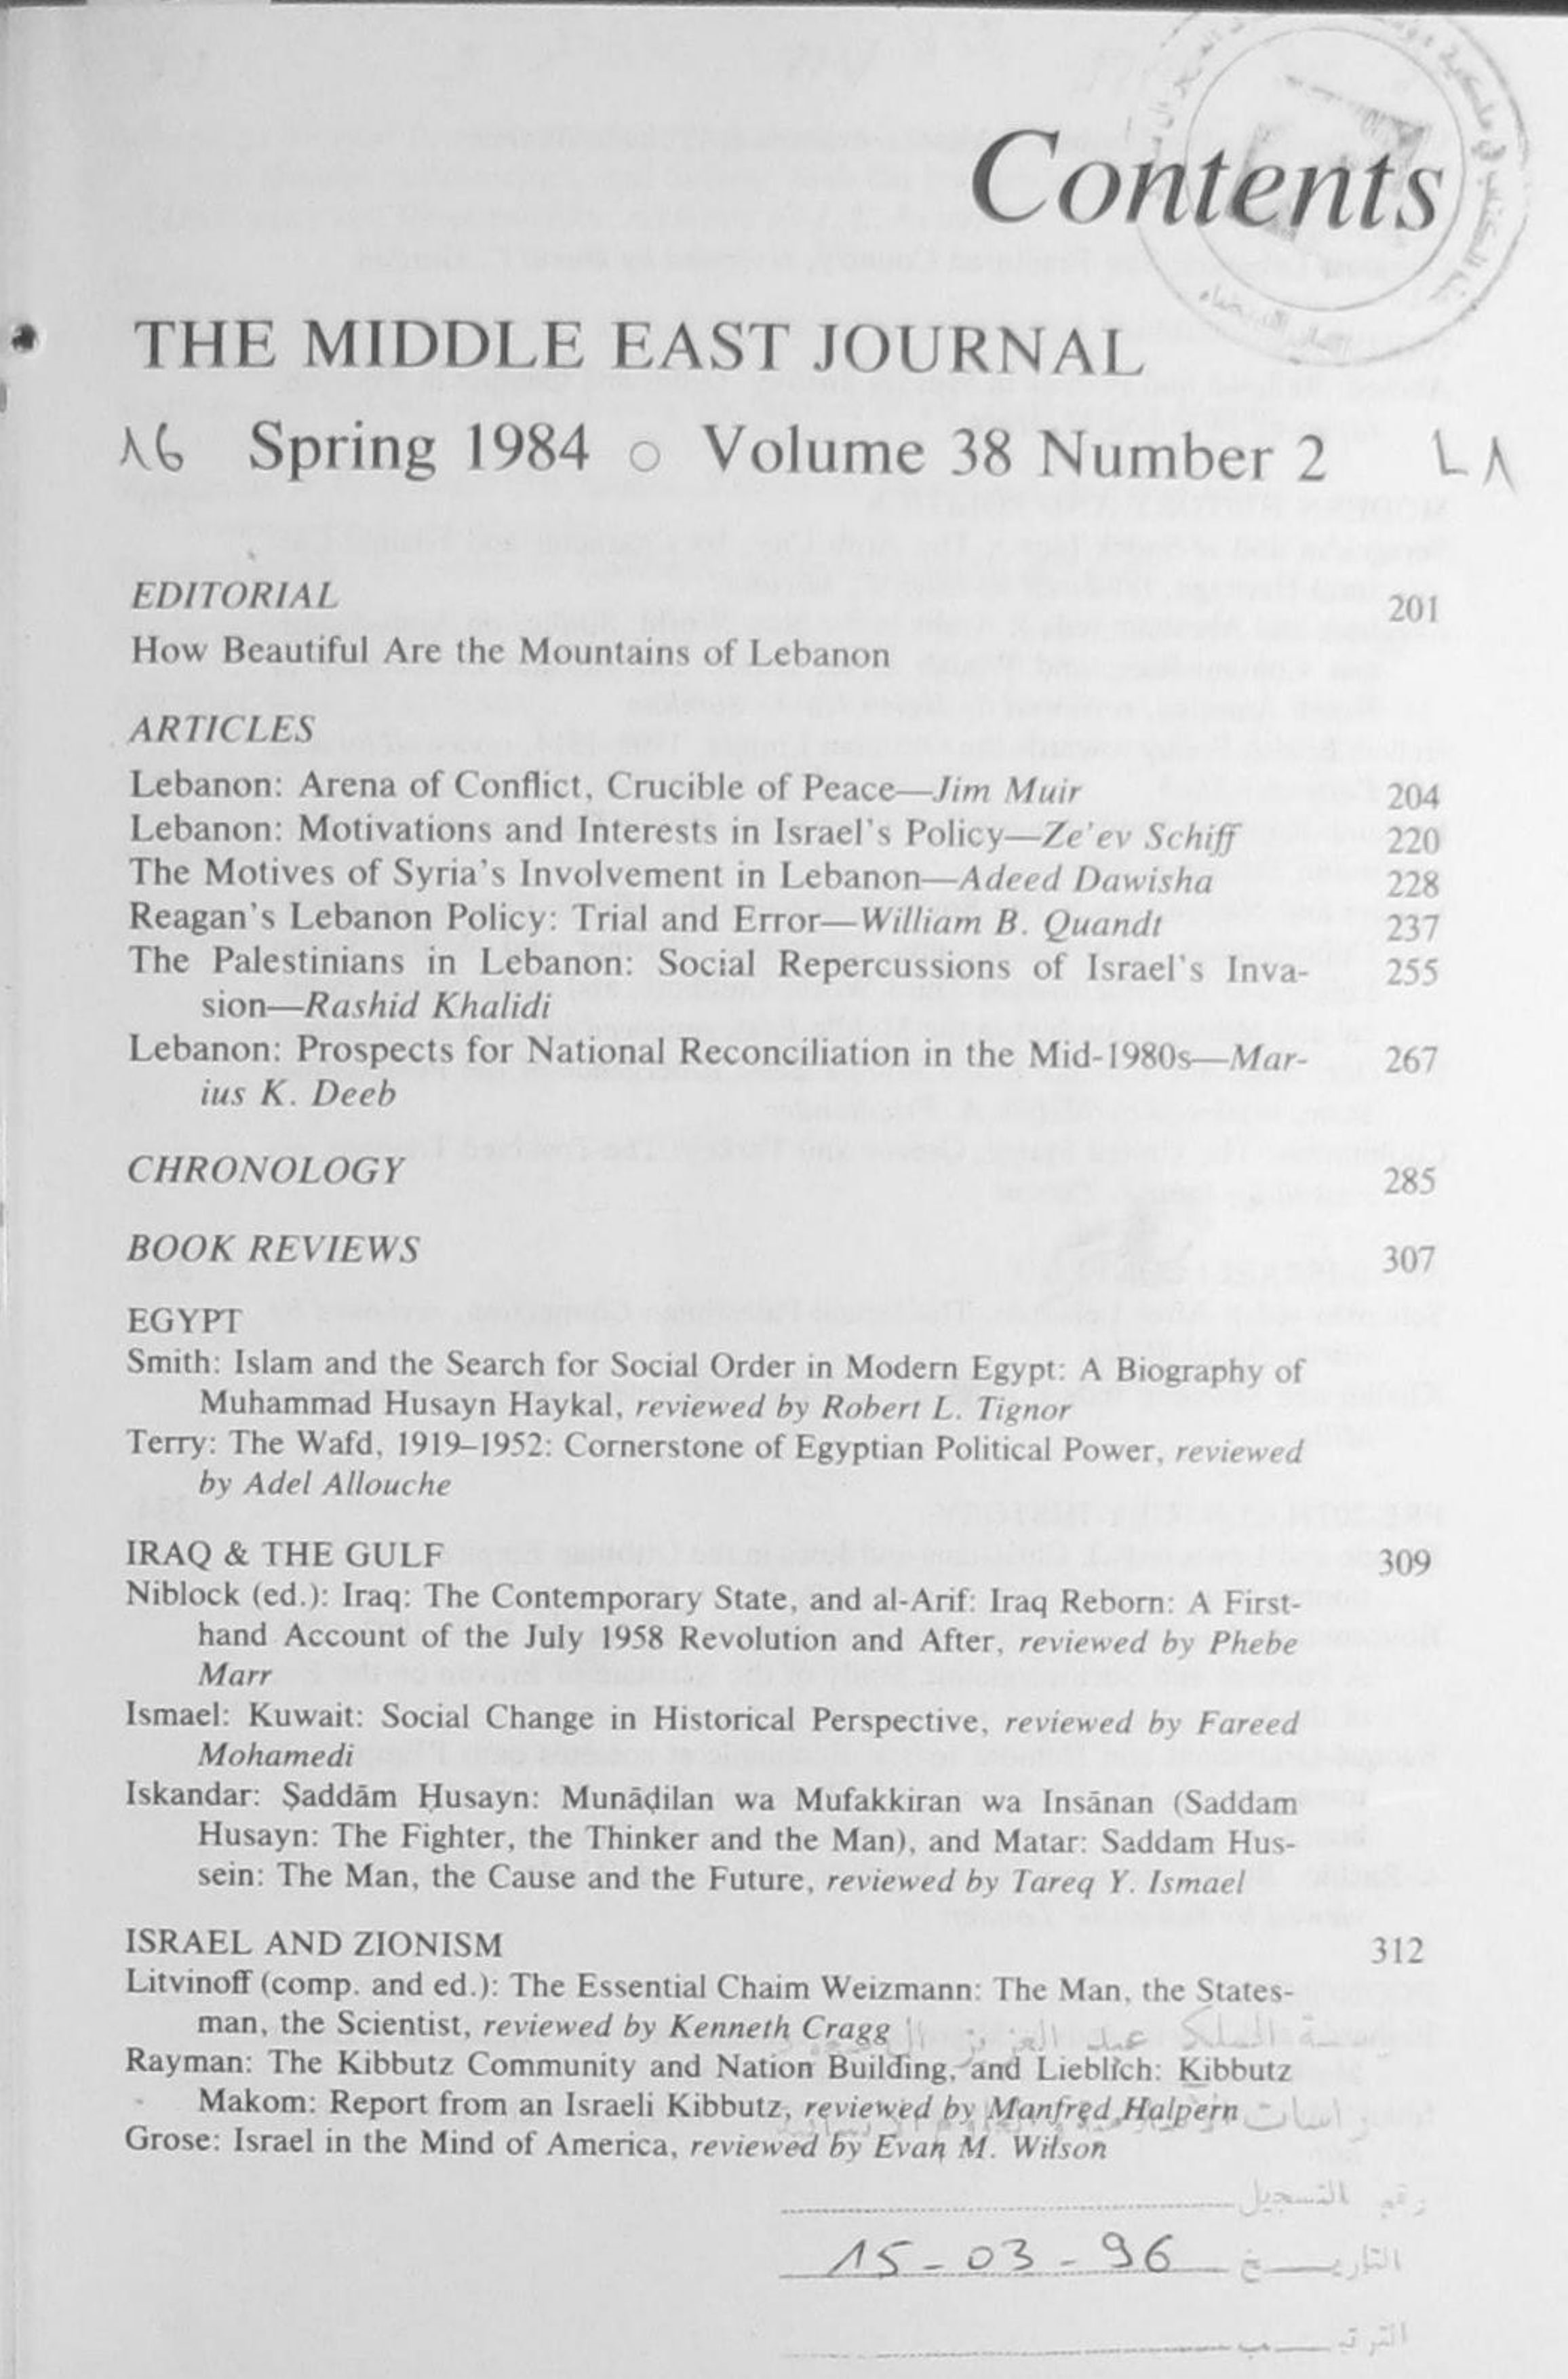 Contents
THE MIDDLE EAST JOURNAL
16 Spring 1984 ○ Volume 38 Number 2
EDITORIAL 201
How Beautiful Are the Mountains of Lebanon
ARTICLES
Lebanon: Arena of Conflict, Crucible of Peace—Jim Muir 204
Lebanon: Motivations and Interests in Israel's Policy—Ze'ev Schiff 220
The Motives of Syria's Involvement in Lebanon—Adeed Dawisha 228
Reagan's Lebanon Policy: Trial and Error—William B. Quandt 237
The Palestinians in Lebanon: Social Repercussions of Israel's Inva- 255
sion—Rashid Khalidi
Lebanon: Prospects for National Reconciliation in the Mid-1980s—Mar- 267
ius K. Deeb
CHRONOLOGY 285
BOOK REVIEWS 307
EGYPT
Smith: Islam and the Search for Social Order in Modern Egypt: A Biography of
Muhammad Husayn Haykal, reviewed by Robert L. Tignor
Terry: The Wafd, 1919–1952: Cornerstone of Egyptian Political Power, reviewed
by Adel Allouche
IRAQ & THE GULF 309
Niblock (ed.): Iraq: The Contemporary State, and al-Arif: Iraq Reborn: A First-
hand Account of the July 1958 Revolution and After, reviewed by Phebe
Marr
Ismael: Kuwait: Social Change in Historical Perspective, reviewed by Fareed
Mohamedi
Iskandar: Ṣaddām Ḥusayn: Munāḍilan wa Mufakkiran wa Insānan (Saddam
Husayn: The Fighter, the Thinker and the Man), and Matar: Saddam Hus-
sein: The Man, the Cause and the Future, reviewed by Tareq Y. Ismael
ISRAEL AND ZIONISM 312
Litvinoff (comp. and ed.): The Essential Chaim Weizmann: The Man, the States-
man, the Scientist, reviewed by Kenneth Cragg
Rayman: The Kibbutz Community and Nation Building, and Lieblich: Kibbutz
Makom: Report from an Israeli Kibbutz, reviewed by Manfred Halpern
Grose: Israel in the Mind of America, reviewed by Evan M. Wilson
رقم التسجيل
التاريخ 15-03-96